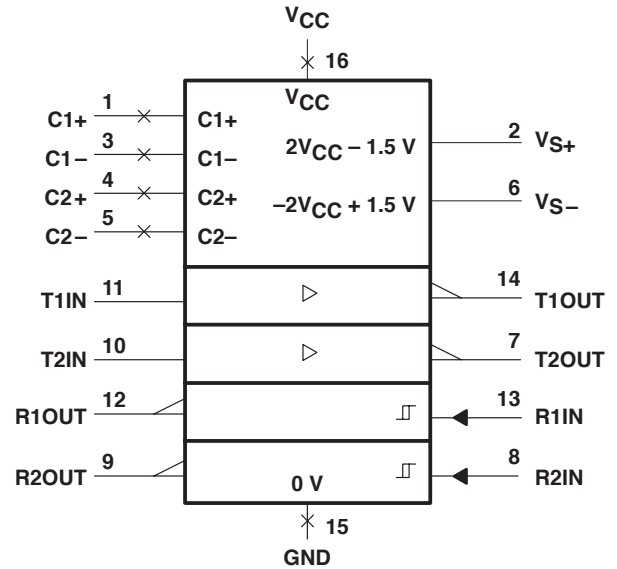 VCC
16
VCC
1
C1+
C1+
2VCC – 1.5 V
2
VS+
3
C1–
C1–
4
C2+
C2+
–2VCC + 1.5 V
6
VS–
5
C2–
C2–
T1IN
11
14
T1OUT
T2IN
10
7
T2OUT
R1OUT
12
13
R1IN
R2OUT
9
8
R2IN
0 V
15
GND